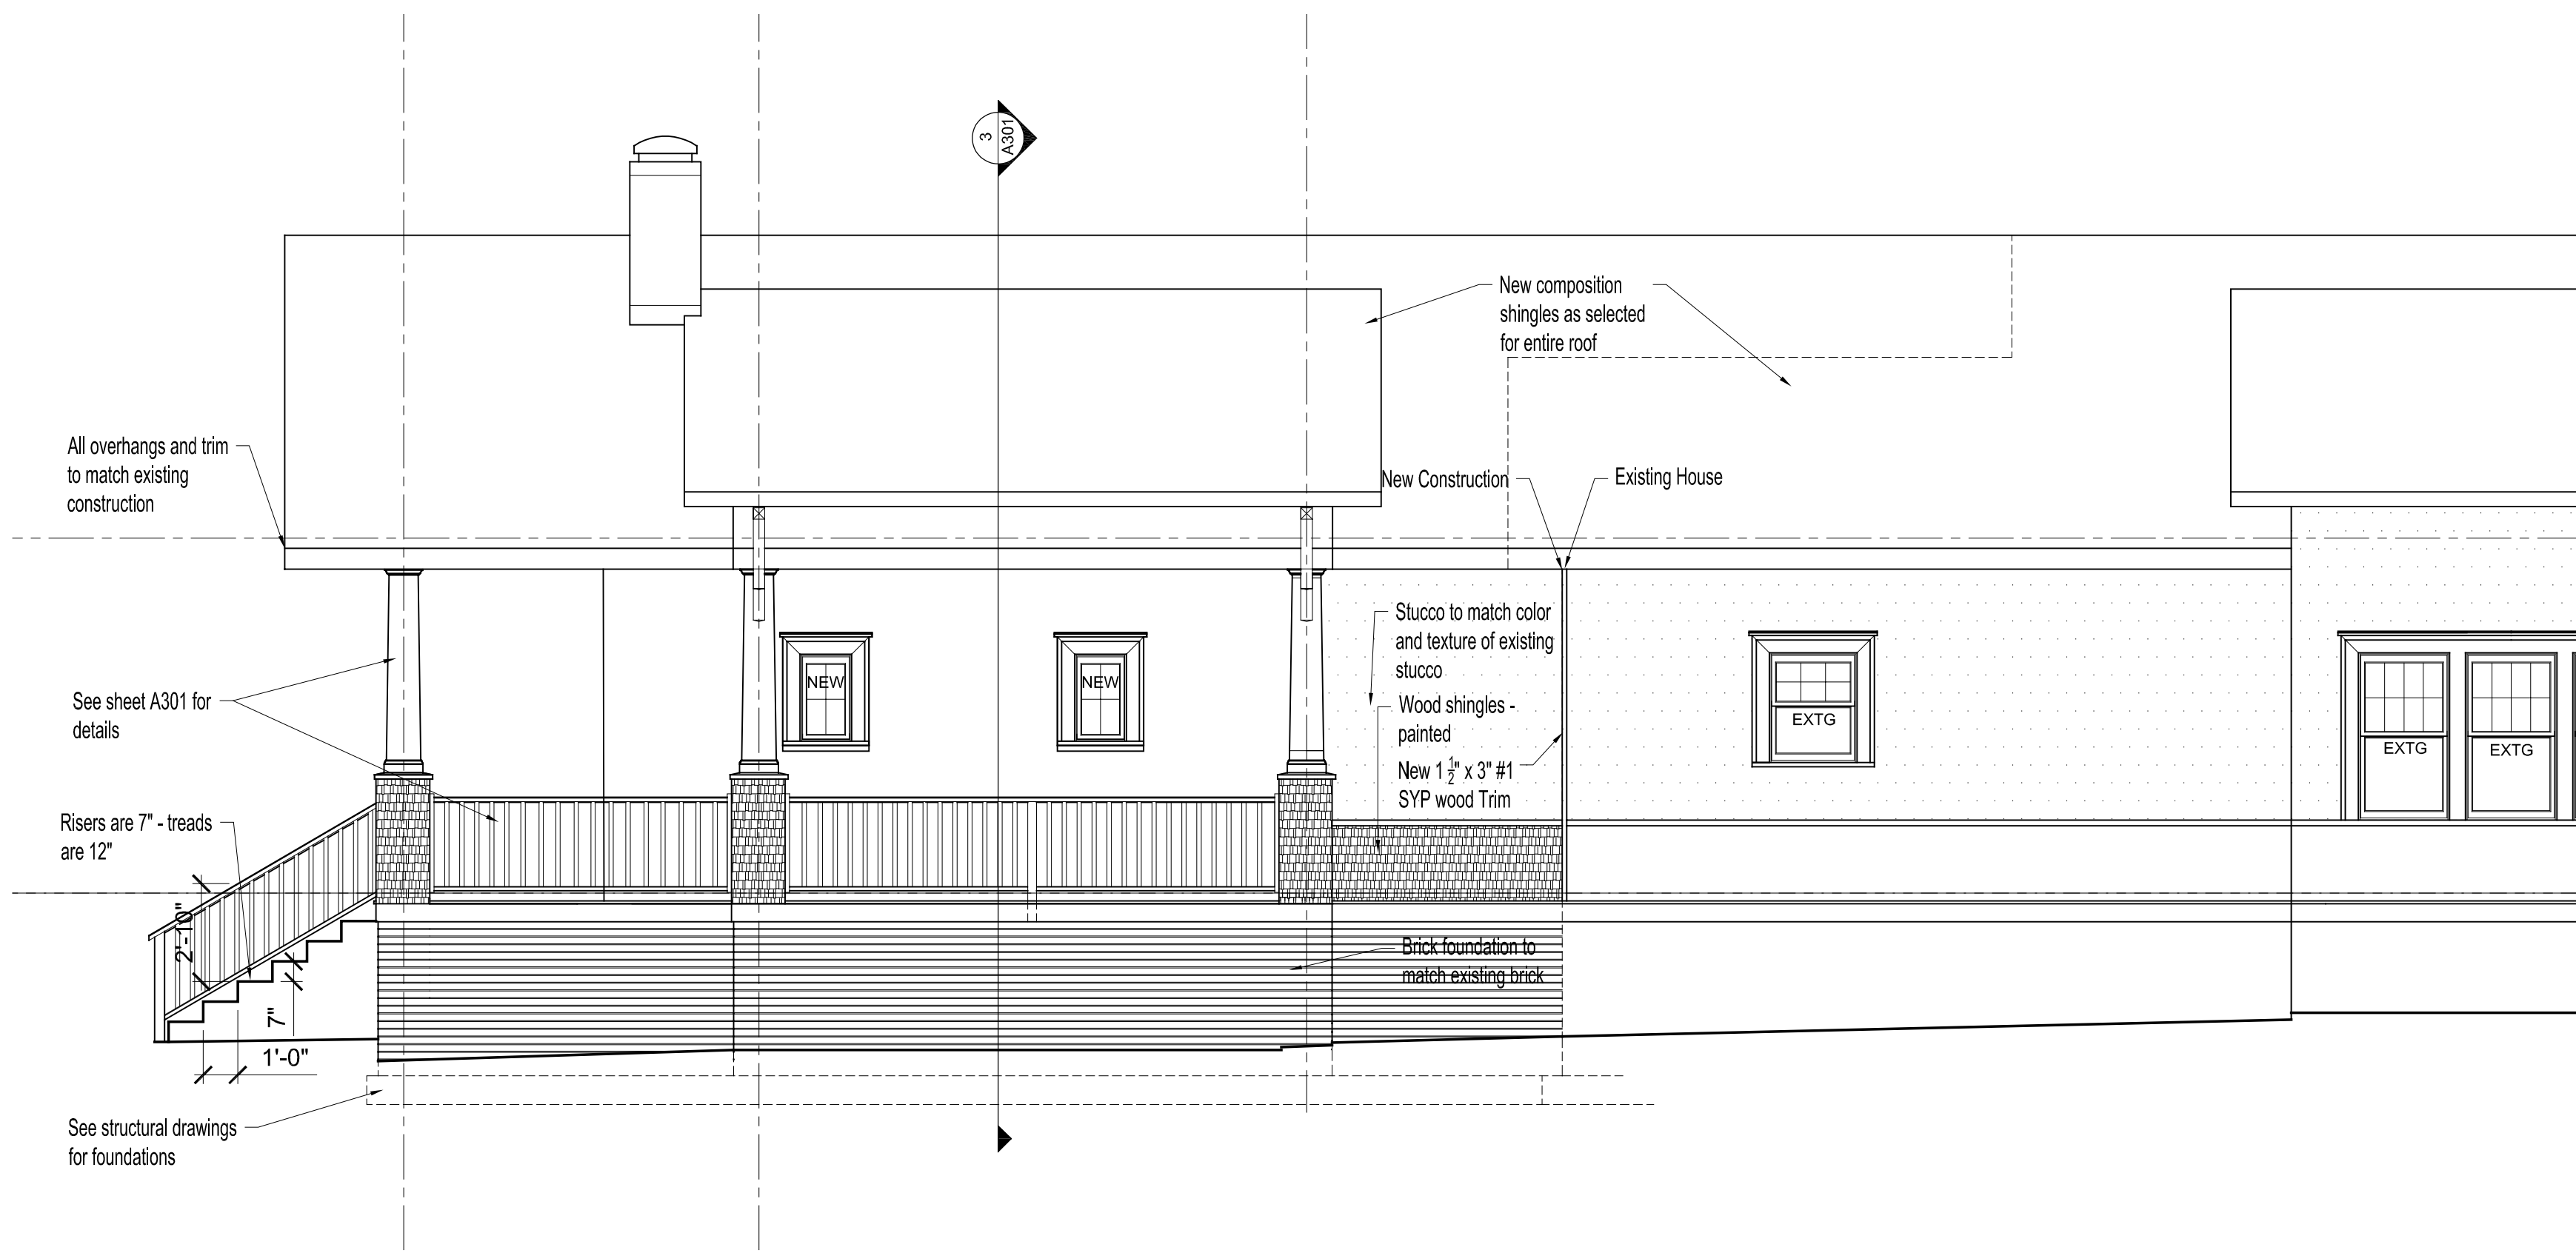 3
A301
New composition
shingles as selected
for entire roof
All overhangs and trim
to match existing
construction
New Construction
Existing House
Stucco to match color
and texture of existing
stucco
See sheet A301 for
details
NEW
NEW
EXTG
EXTG
EXTG
Wood shingles -
painted
New 1 1/2" x 3" #1
SYP wood Trim
Risers are 7" - treads
are 12"
2'-10"
7"
1'-0"
Brick foundation to
match existing brick
See structural drawings
for foundations